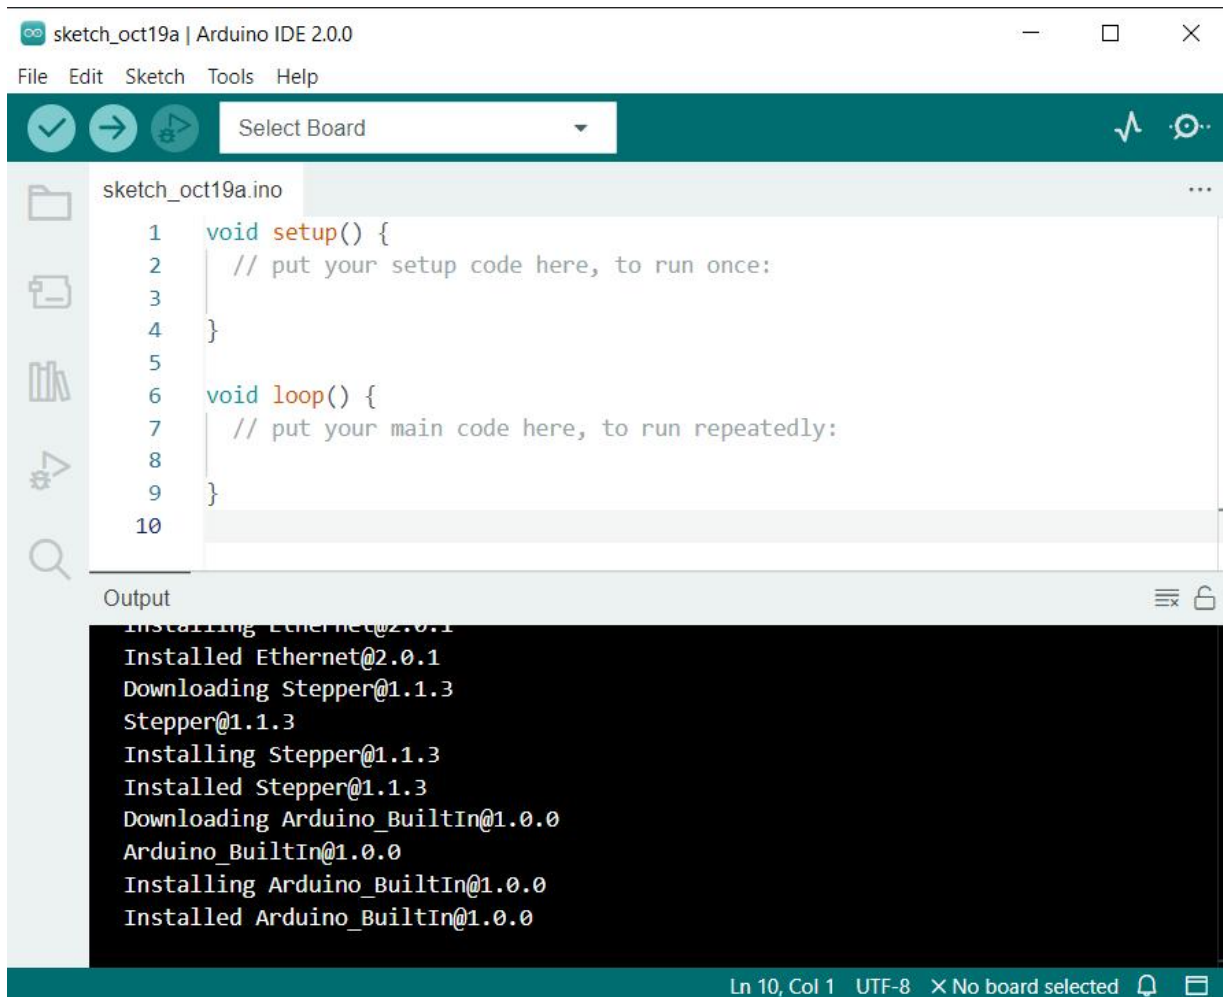 sketch_oct19a | Arduino IDE 2.0.0
File Edit Sketch Tools Help
Select Board
sketch_oct19a.ino
1 void setup() {
2 // put your setup code here, to run once:
3
4 }
5
6 void loop() {
7 // put your main code here, to run repeatedly:
8
9 }
10
Output
Installing Ethernet@2.0.1
Installed Ethernet@2.0.1
Downloading Stepper@1.1.3
Stepper@1.1.3
Installing Stepper@1.1.3
Installed Stepper@1.1.3
Downloading Arduino_BuiltIn@1.0.0
Arduino_BuiltIn@1.0.0
Installing Arduino_BuiltIn@1.0.0
Installed Arduino_BuiltIn@1.0.0
Ln 10, Col 1 UTF-8 × No board selected